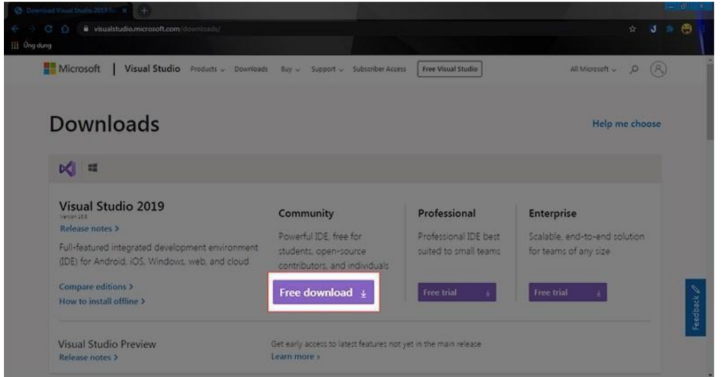 Download Visual Studio 2019
visualstudio.microsoft.com/downloads/
Ứng dụng
Microsoft | Visual Studio Products Downloads Buy Support Subscriber Access Free Visual Studio All Microsoft
Downloads
Help me choose
Visual Studio 2019
Release notes >
Full-featured integrated development environment
(IDE) for Android, iOS, Windows, web, and cloud
Compare editions >
How to install offline >
Community
Powerful IDE, free for
students, open-source
contributors, and individuals
Free download
Professional
Professional IDE best
suited to small teams
Free trial
Enterprise
Scalable, end-to-end solution
for teams of any size
Free trial
Feedback
Visual Studio Preview
Release notes >
Get early access to latest features not yet in the main release
Learn more >